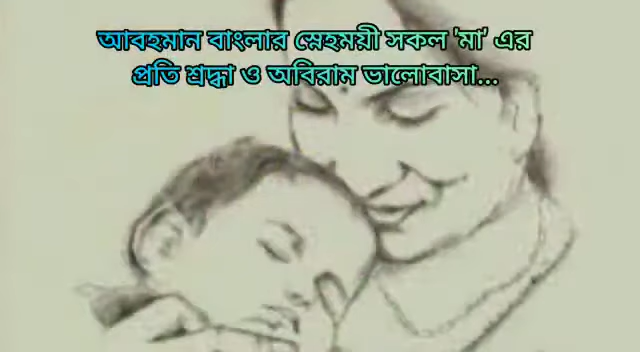 আবহমান বাংলার স্নেহময়ী সকল 'মা' এর
প্রতি শ্রদ্ধা ও অবিরাম ভালোবাসা...